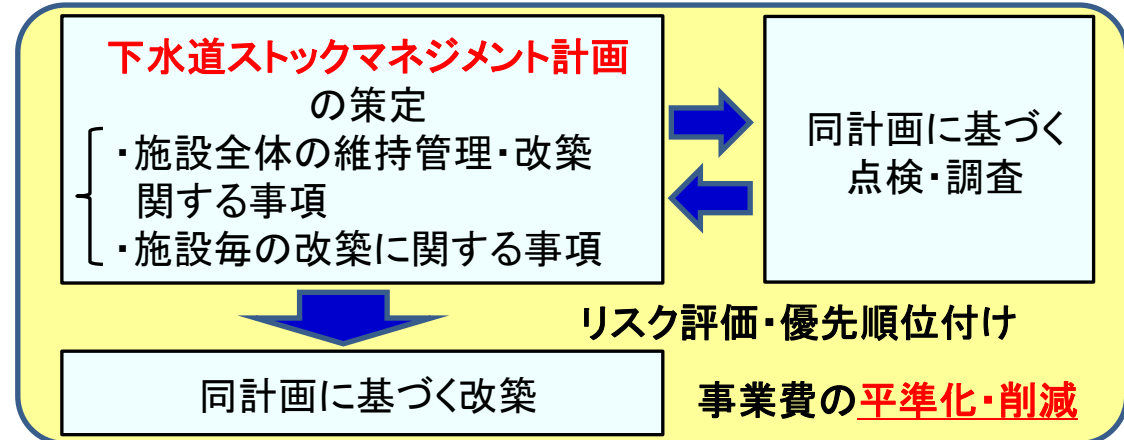 下水道ストックマネジメント計画
の策定
・施設全体の維持管理・改築
関する事項
・施設毎の改築に関する事項
同計画に基づく
点検・調査
リスク評価・優先順位付け
同計画に基づく改築
事業費の平準化・削減